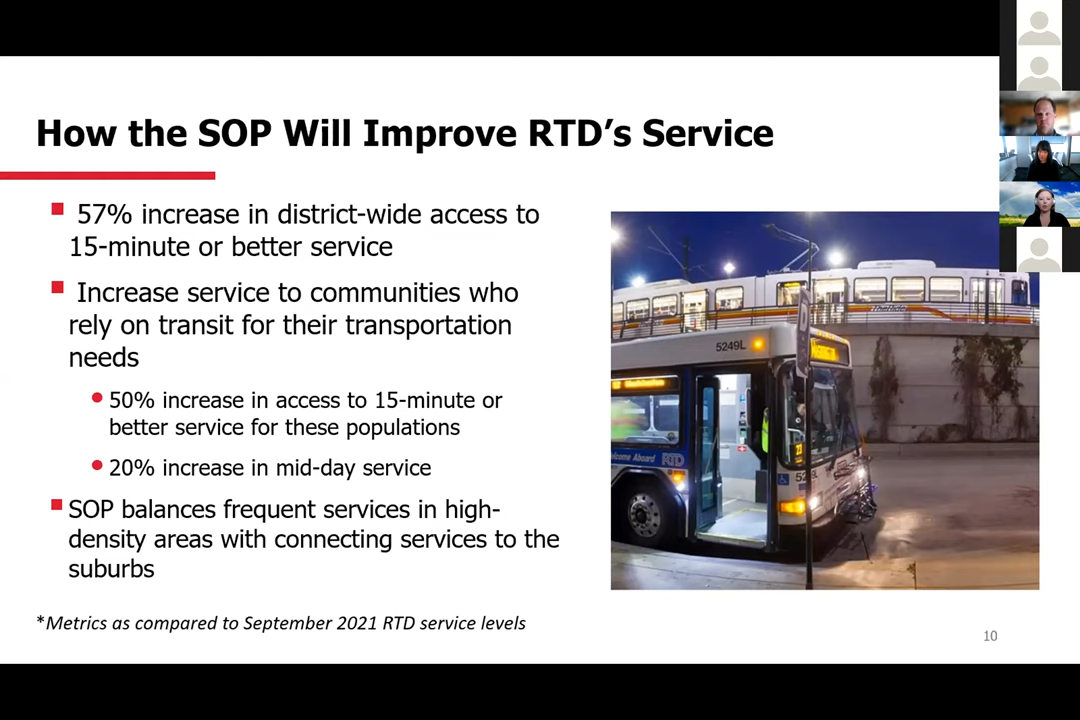 How the SOP Will Improve RTD’s Service
57% increase in district-wide access to
15-minute or better service
Increase service to communities who
rely on transit for their transportation
needs
50% increase in access to 15-minute or
better service for these populations
20% increase in mid-day service
SOP balances frequent services in high-
density areas with connecting services to the
suburbs
*Metrics as compared to September 2021 RTD service levels
5249L
elcome Aboard RTD
10